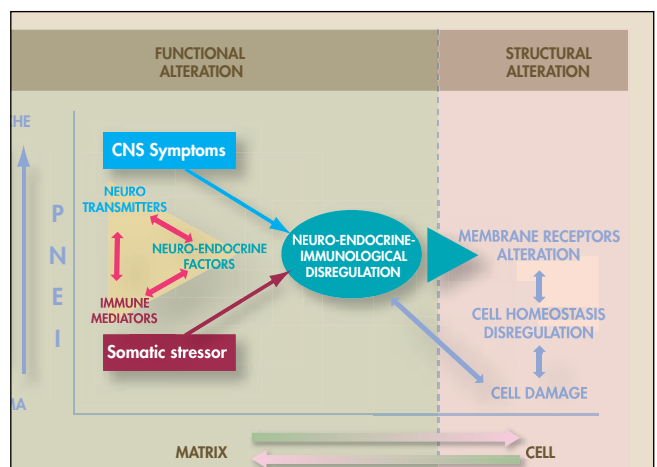 FUNCTIONAL
ALTERATION
STRUCTURAL
ALTERATION
CNS Symptoms
NEURO
TRANSMITTERS
NEURO-ENDOCRINE
FACTORS
IMMUNE
MEDIATORS
Somatic stressor
P
N
E
I
NEURO-ENDOCRINE-
IMMUNOLOGICAL
DISREGULATION
MEMBRANE RECEPTORS
ALTERATION
CELL HOMEOSTASIS
DISREGULATION
CELL DAMAGE
MATRIX
CELL